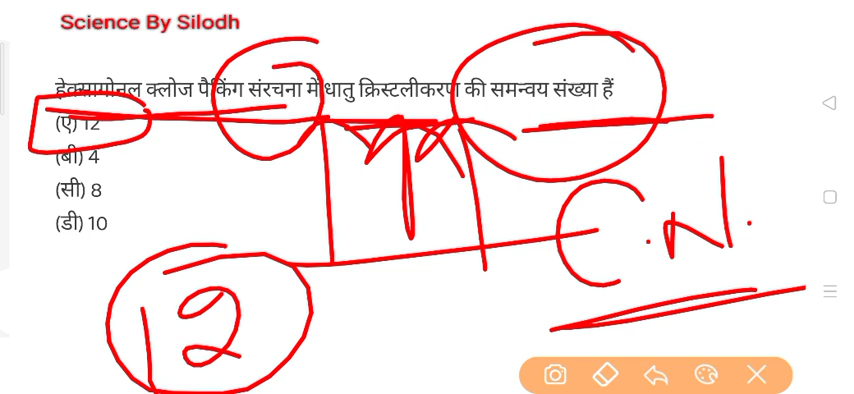 Science By Silodh
हेक्सागोनल क्लोज पैकिंग संरचना में धातु क्रिस्टलीकरण की समन्वय संख्या हैं
(ए) 12
(बी) 4
(सी) 8
(डी) 10
C.N.
12